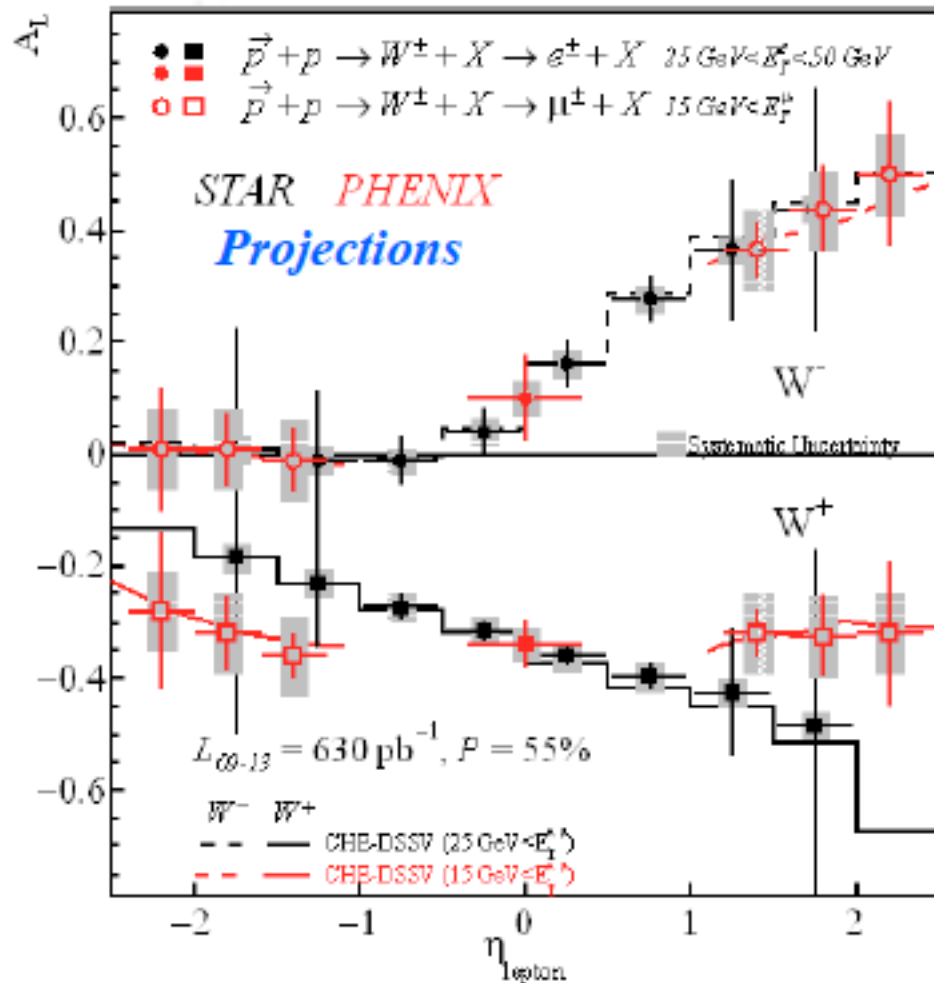 A_L
p⃗ + p → W^± + X → e^± + X 25 GeV<E_T^e<50 GeV
p⃗ + p → W^± + X → μ^± + X 15 GeV<E_T^μ
STAR PHENIX
Projections
0.6
0.4
0.2
0
−0.2
−0.4
−0.6
W^-
Systematic Uncertainty
W^+
L_09-13 = 630 pb^−1, P = 55%
W^− W^+
CHE-DSSV (25 GeV<E_T)
CHE-DSSV (15 GeV<E_T)
−2 −1 0 1 2
η_lepton